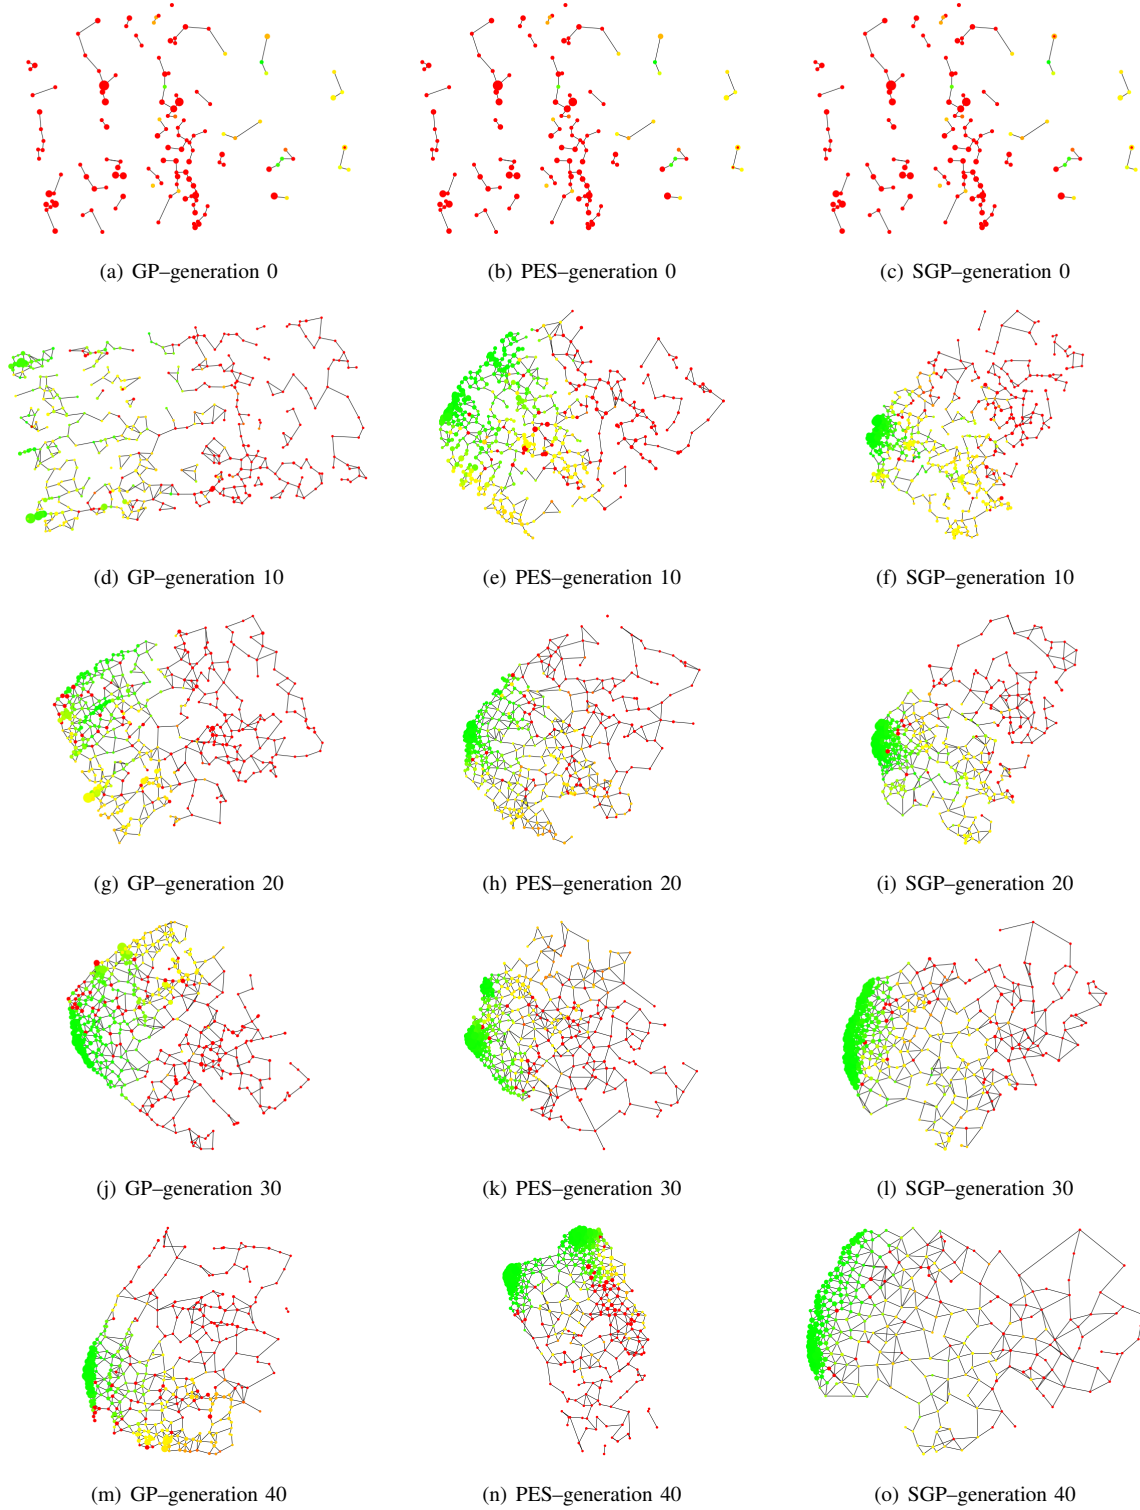 (a) GP–generation 0
(b) PES–generation 0
(c) SGP–generation 0
(d) GP–generation 10
(e) PES–generation 10
(f) SGP–generation 10
(g) GP–generation 20
(h) PES–generation 20
(i) SGP–generation 20
(j) GP–generation 30
(k) PES–generation 30
(l) SGP–generation 30
(m) GP–generation 40
(n) PES–generation 40
(o) SGP–generation 40